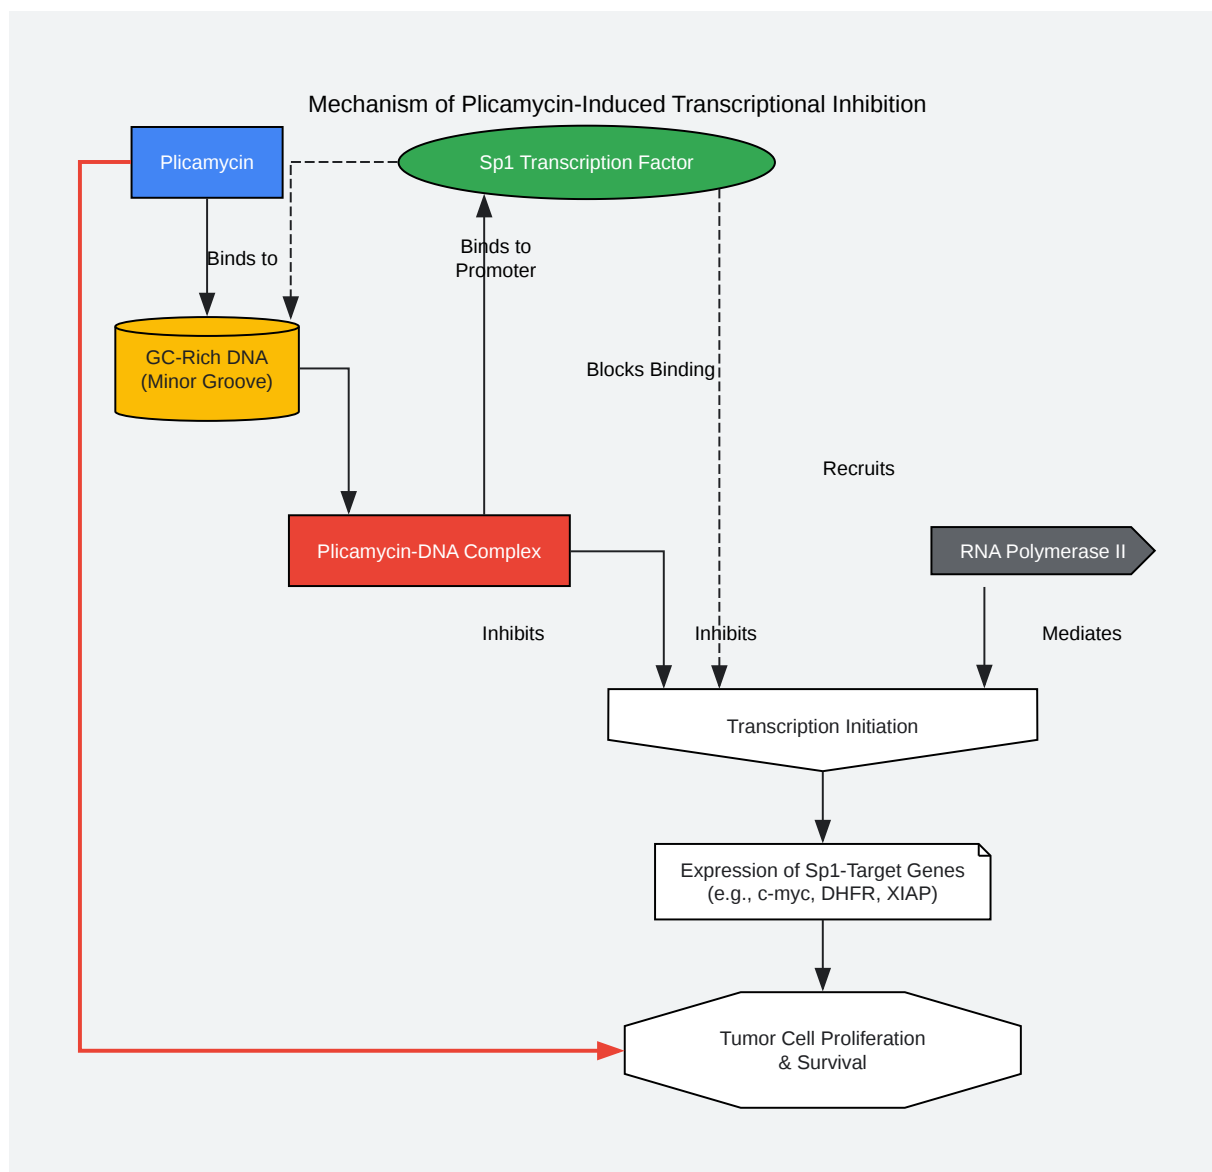 Mechanism of Plicamycin-Induced Transcriptional Inhibition
Plicamycin
Sp1 Transcription Factor
Binds to
Binds to
Promoter
GC-Rich DNA
(Minor Groove)
Blocks Binding
Recruits
Plicamycin-DNA Complex
RNA Polymerase II
Inhibits
Inhibits
Mediates
Transcription Initiation
Expression of Sp1-Target Genes
(e.g., c-myc, DHFR, XIAP)
Tumor Cell Proliferation
& Survival